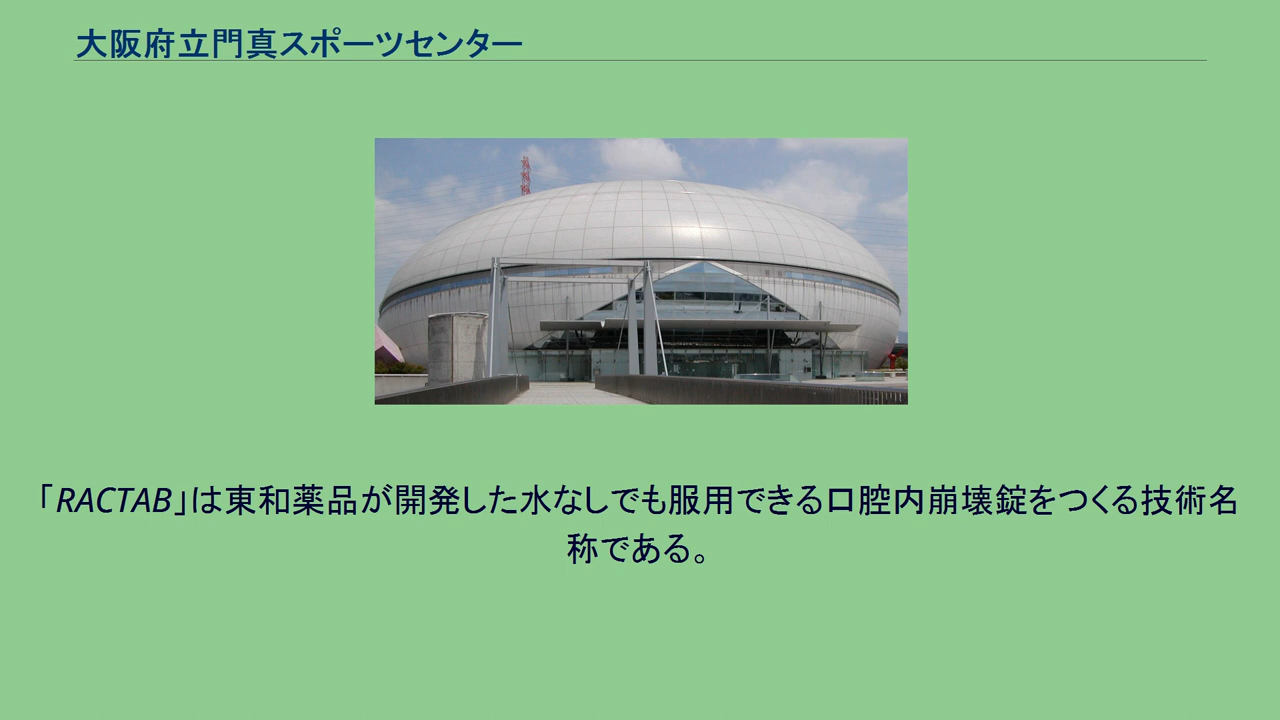 大阪府立門真スポーツセンター
「RACTAB」は東和薬品が開発した水なしでも服用できる口腔内崩壊錠をつくる技術名
称である。